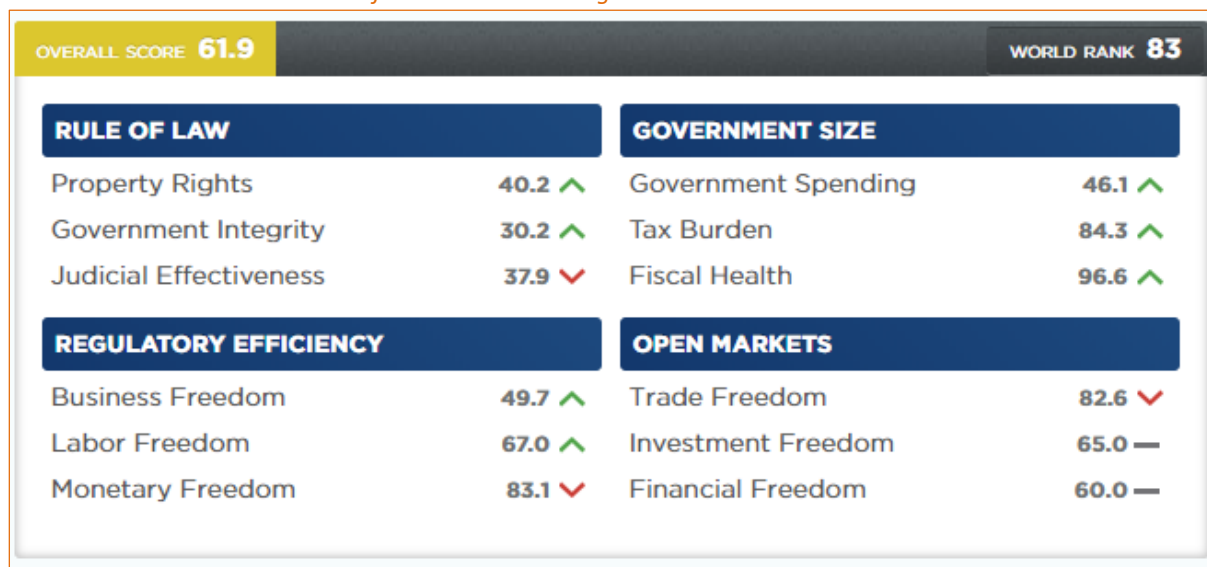 OVERALL SCORE 61.9
WORLD RANK 83
RULE OF LAW
Property Rights 40.2
Government Integrity 30.2
Judicial Effectiveness 37.9
GOVERNMENT SIZE
Government Spending 46.1
Tax Burden 84.3
Fiscal Health 96.6
REGULATORY EFFICIENCY
Business Freedom 49.7
Labor Freedom 67.0
Monetary Freedom 83.1
OPEN MARKETS
Trade Freedom 82.6
Investment Freedom 65.0
Financial Freedom 60.0